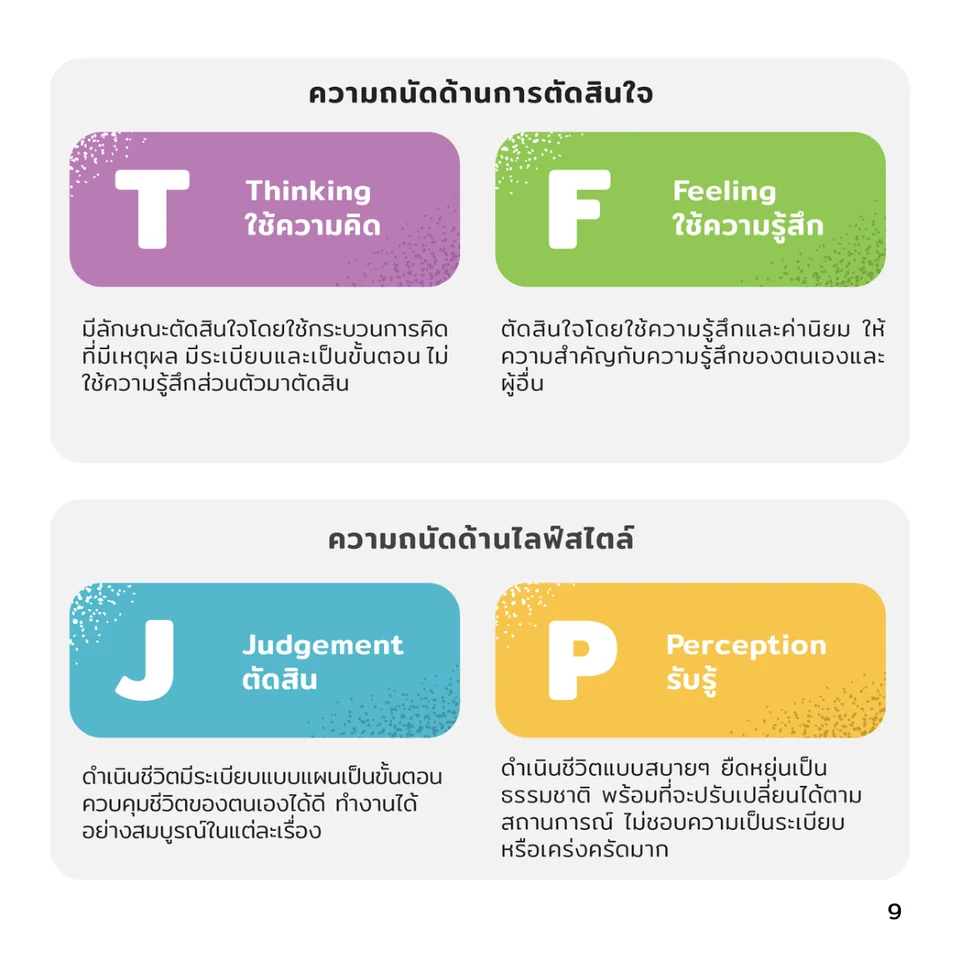 ความถนัดด้านการตัดสินใจ
T
Thinking
ใช้ความคิด
F
Feeling
ใช้ความรู้สึก
มีลักษณะตัดสินใจโดยใช้กระบวนการคิด
ที่มีเหตุผล มีระเบียบและเป็นขั้นตอน ไม่
ใช้ความรู้สึกส่วนตัวมาตัดสิน
ตัดสินใจโดยใช้ความรู้สึกและค่านิยม ให้
ความสำคัญกับความรู้สึกของตนเองและ
ผู้อื่น
ความถนัดด้านไลฟ์สไตล์
J
Judgement
ตัดสิน
P
Perception
รับรู้
ดำเนินชีวิตมีระเบียบแบบแผนเป็นขั้นตอน
ควบคุมชีวิตของตนเองได้ดี ทำงานได้
อย่างสมบูรณ์ในแต่ละเรื่อง
ดำเนินชีวิตแบบสบายๆ ยืดหยุ่นเป็น
ธรรมชาติ พร้อมที่จะปรับเปลี่ยนได้ตาม
สถานการณ์ ไม่ชอบความเป็นระเบียบ
หรือเคร่งครัดมาก
9